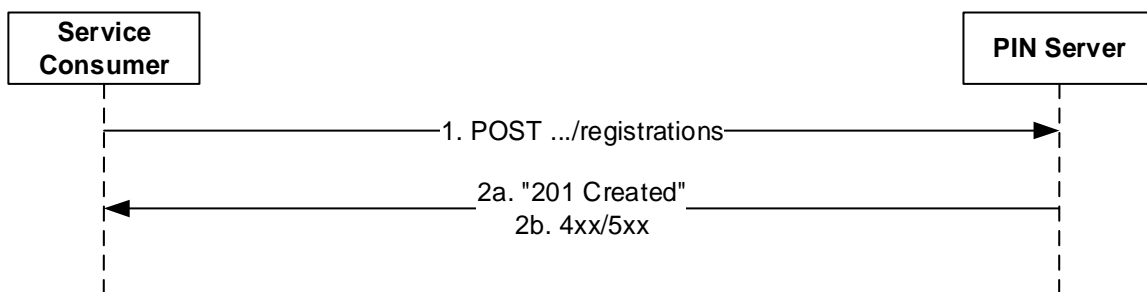 Service
Consumer
PIN Server
1. POST .../registrations
2a. "201 Created"
2b. 4xx/5xx